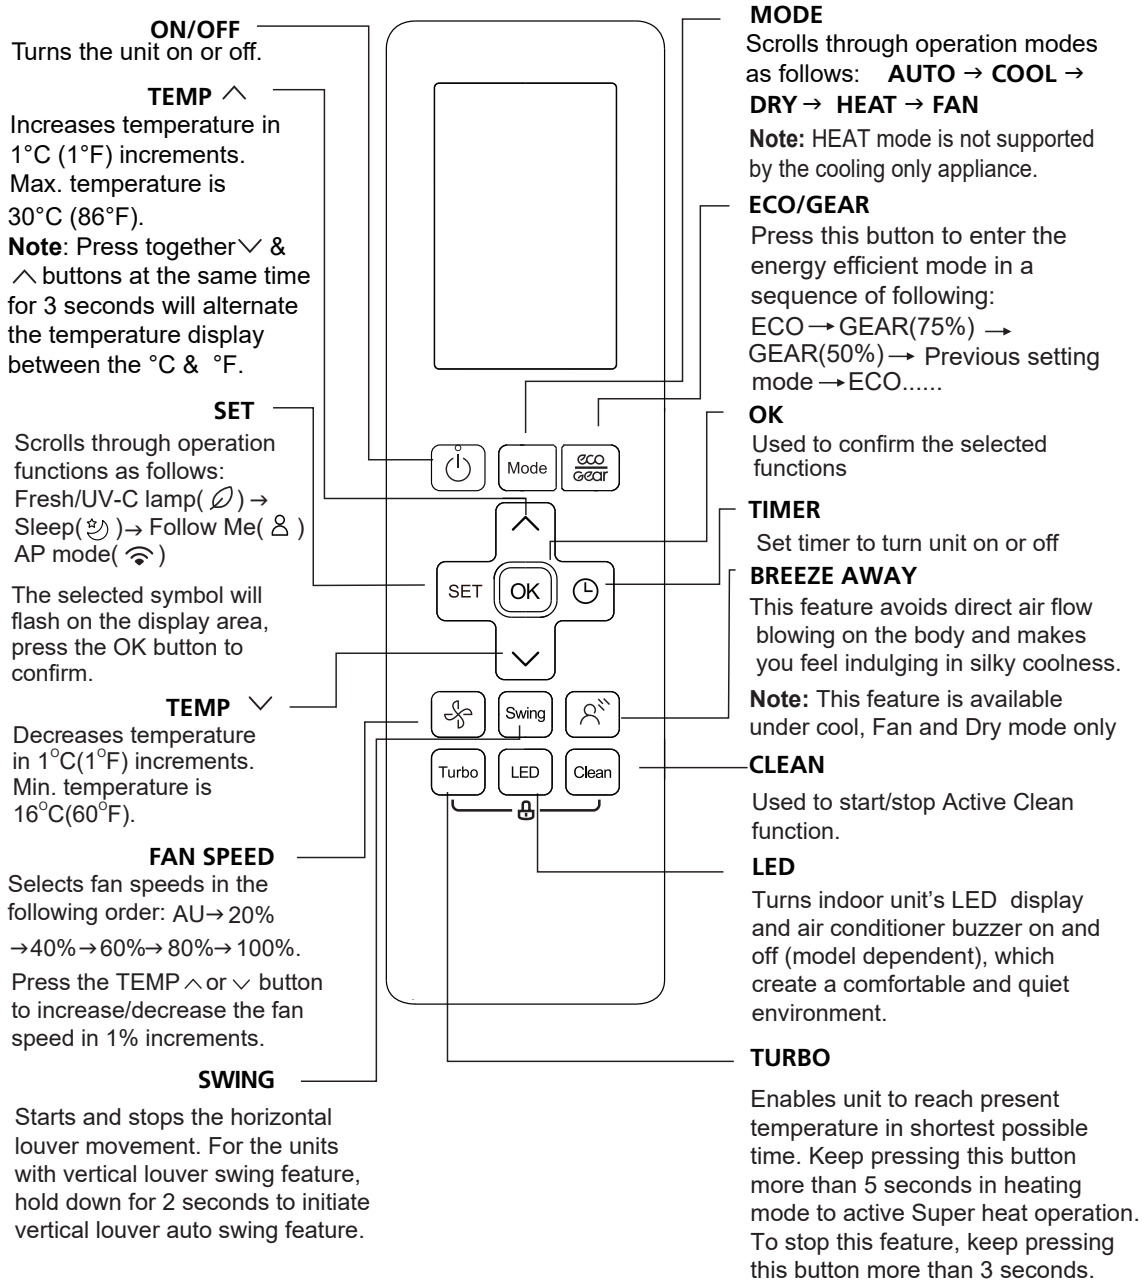 ON/OFF
Turns the unit on or off.
TEMP ︿
Increases temperature in
1°C (1°F) increments.
Max. temperature is
30°C (86°F).
Note: Press together﹀ &
︿ buttons at the same time
for 3 seconds will alternate
the temperature display
between the °C & °F.
SET
Scrolls through operation
functions as follows:
Fresh/UV-C lamp( ) →
Sleep( )→ Follow Me( )
AP mode( )
The selected symbol will
flash on the display area,
press the OK button to
confirm.
TEMP ﹀
Decreases temperature
in 1°C(1°F) increments.
Min. temperature is
16°C(60°F).
FAN SPEED
Selects fan speeds in the
following order: AU→20%
→40%→60%→80%→100%.
Press the TEMP ︿or ﹀ button
to increase/decrease the fan
speed in 1% increments.
SWING
Starts and stops the horizontal
louver movement. For the units
with vertical louver swing feature,
hold down for 2 seconds to initiate
vertical louver auto swing feature.
Mode
eco
Gear
SET
OK
Swing
Turbo
LED
Clean
MODE
Scrolls through operation modes
as follows: AUTO → COOL →
DRY → HEAT → FAN
Note: HEAT mode is not supported
by the cooling only appliance.
ECO/GEAR
Press this button to enter the
energy efficient mode in a
sequence of following:
ECO → GEAR(75%) →
GEAR(50%)→ Previous setting
mode →ECO......
OK
Used to confirm the selected
functions
TIMER
Set timer to turn unit on or off
BREEZE AWAY
This feature avoids direct air flow
blowing on the body and makes
you feel indulging in silky coolness.
Note: This feature is available
under cool, Fan and Dry mode only
CLEAN
Used to start/stop Active Clean
function.
LED
Turns indoor unit's LED display
and air conditioner buzzer on and
off (model dependent), which
create a comfortable and quiet
environment.
TURBO
Enables unit to reach present
temperature in shortest possible
time. Keep pressing this button
more than 5 seconds in heating
mode to active Super heat operation.
To stop this feature, keep pressing
this button more than 3 seconds.